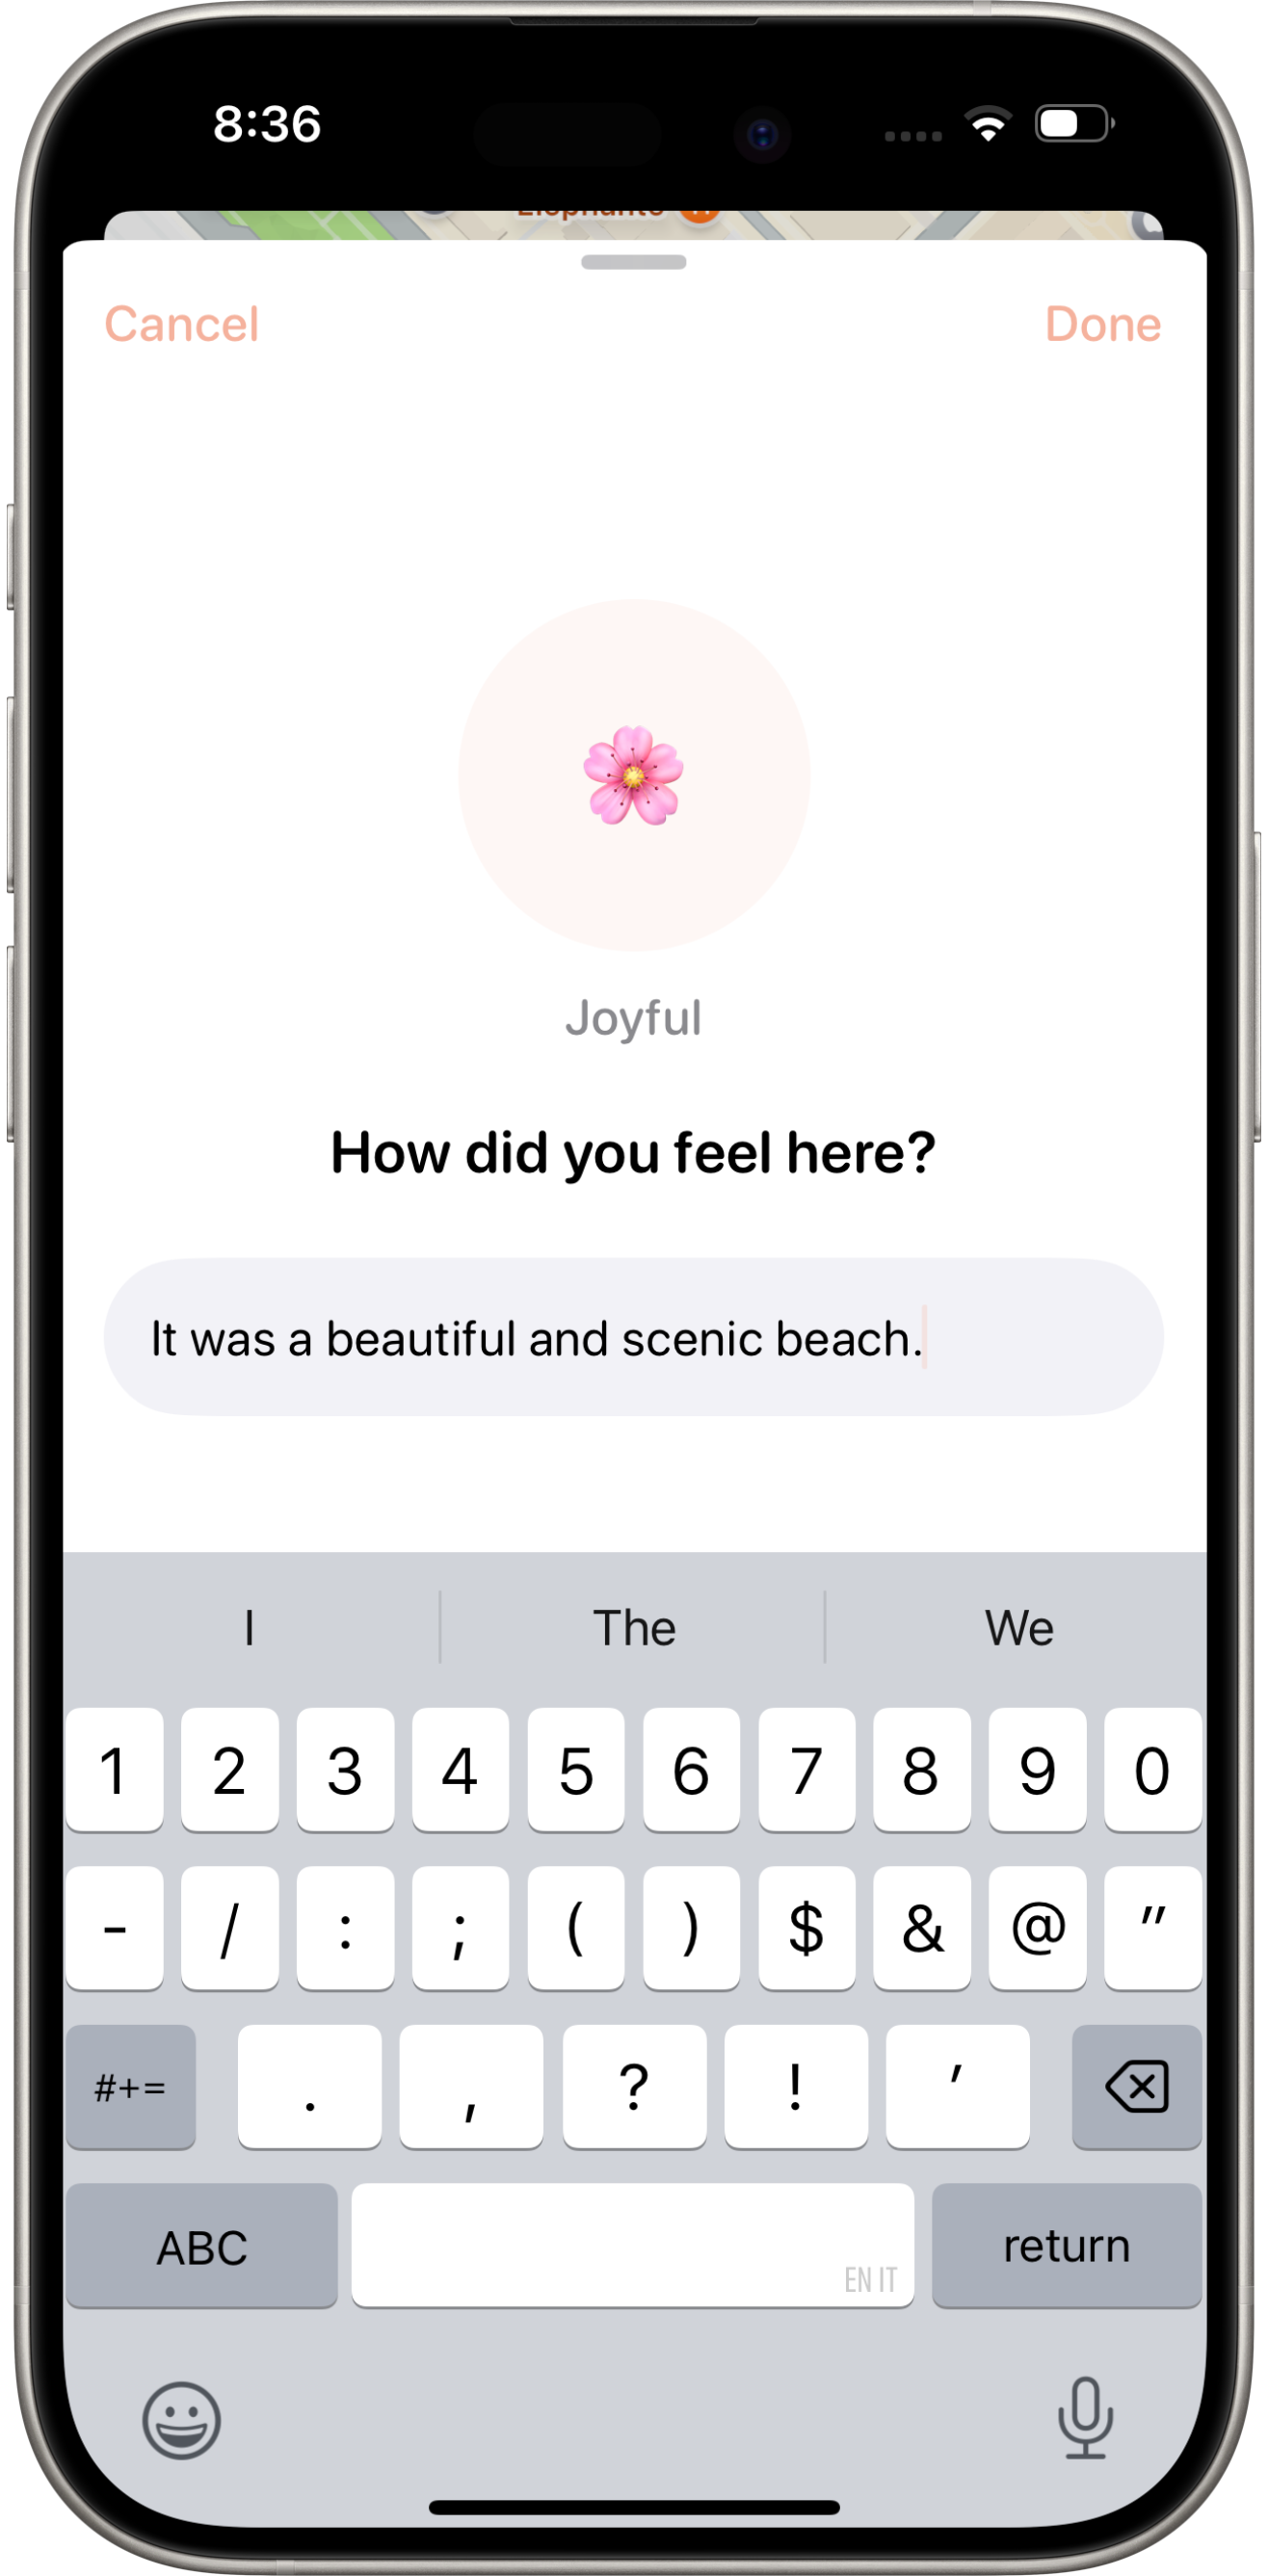 8:36
Elephants
Cancel
Done
Joyful
How did you feel here?
It was a beautiful and scenic beach.
I The We
1 2 3 4 5 6 7 8 9 0
- / : ; ( ) $ & @ "
#+= . , ? ! '
ABC
EN IT
return